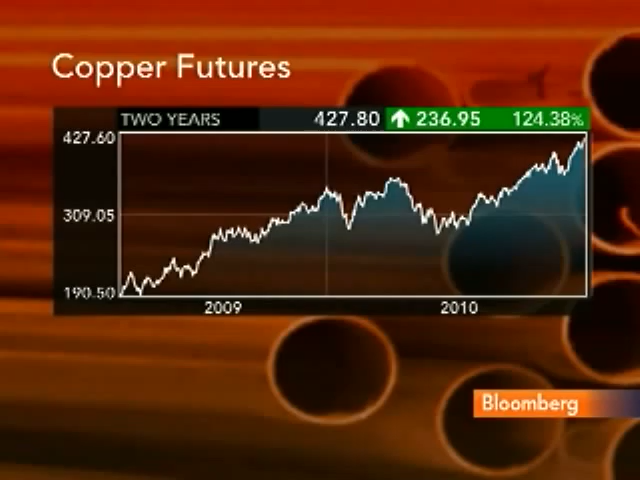 Copper Futures
TWO YEARS 427.80 236.95 124.38%
427.60
309.05
190.50
2009 2010
Bloomberg